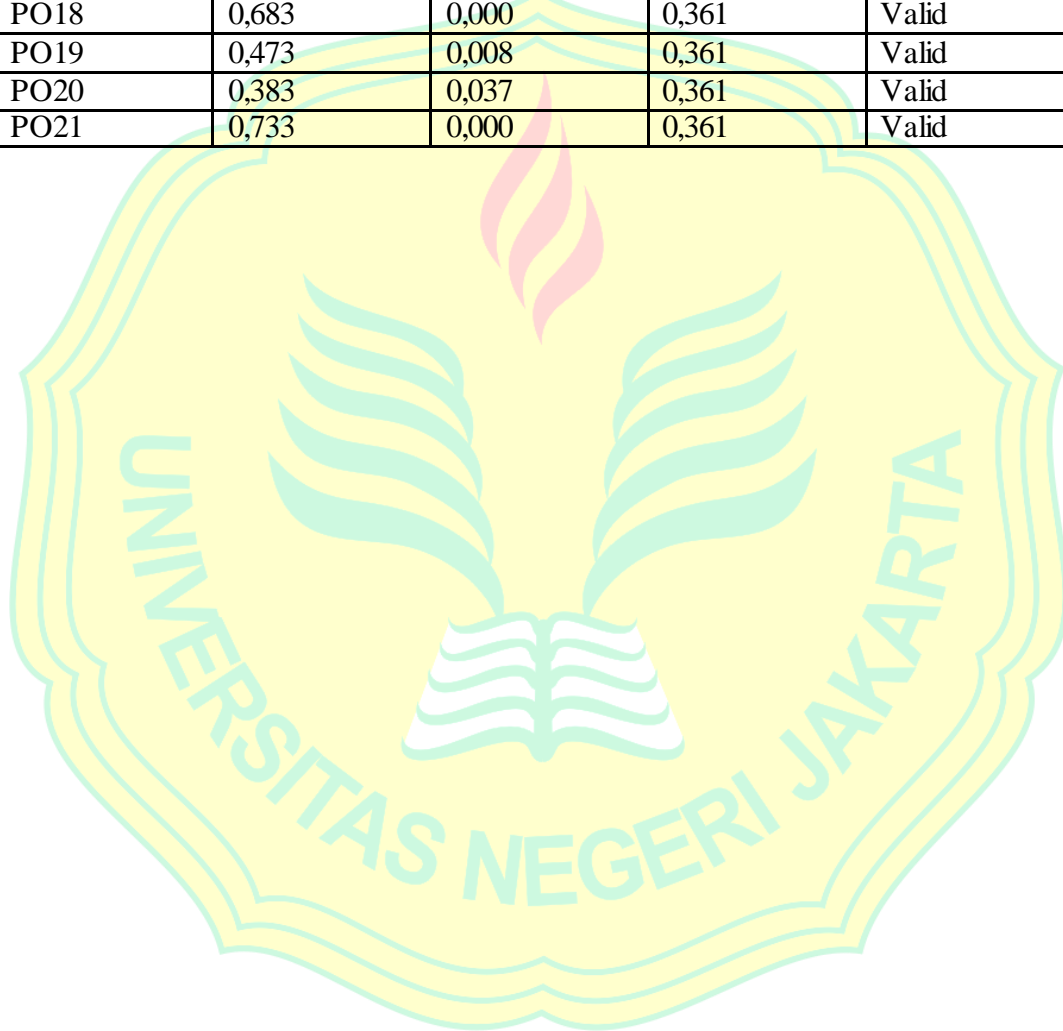 PO18 0,683 0,000 0,361 Valid
PO19 0,473 0,008 0,361 Valid
PO20 0,383 0,037 0,361 Valid
PO21 0,733 0,000 0,361 Valid
UNIVERSITAS NEGERI JAKARTA